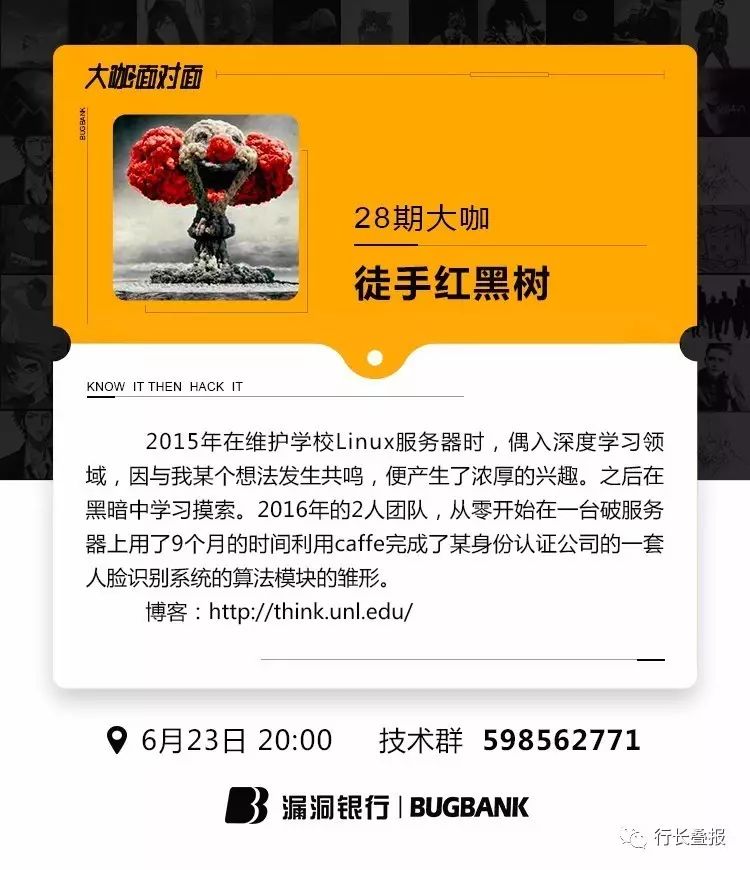 大咖面对面
BUGBANK
28期大咖
徒手红黑树
KNOW IT THEN HACK IT
2015年在维护学校Linux服务器时，偶入深度学习领
域，因与我某个想法发生共鸣，便产生了浓厚的兴趣。之后在
黑暗中学习摸索。2016年的2人团队，从零开始在一台破服务
器上用了9个月的时间利用caffe完成了某身份认证公司的一套
人脸识别系统的算法模块的雏形。
博客：http://think.unl.edu/
6月23日 20:00 技术群 598562771
漏洞银行 | BUGBANK
行长叠报